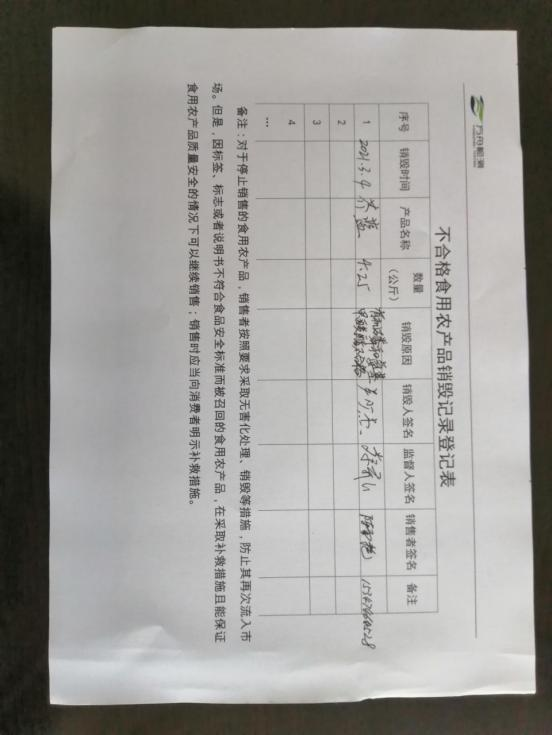 不合格食用农产品销毁记录登记表
序号 销毁时间 产品名称 数量（公斤） 销毁原因 销毁人签名 监督人签名 销售者签名 备注
1 2021.3.4 4.25
2
3
4
…
备注：对于停止销售的食用农产品，销售者按照要求采取无害化处理、销毁等措施，防止其再次流入市
场。但是，因标签、标志或者说明书不符合食品安全标准而被召回的食用农产品，在采取补救措施且能保证
食用农产品质量安全的情况下可以继续销售；销售时应当向消费者明示补救措施。